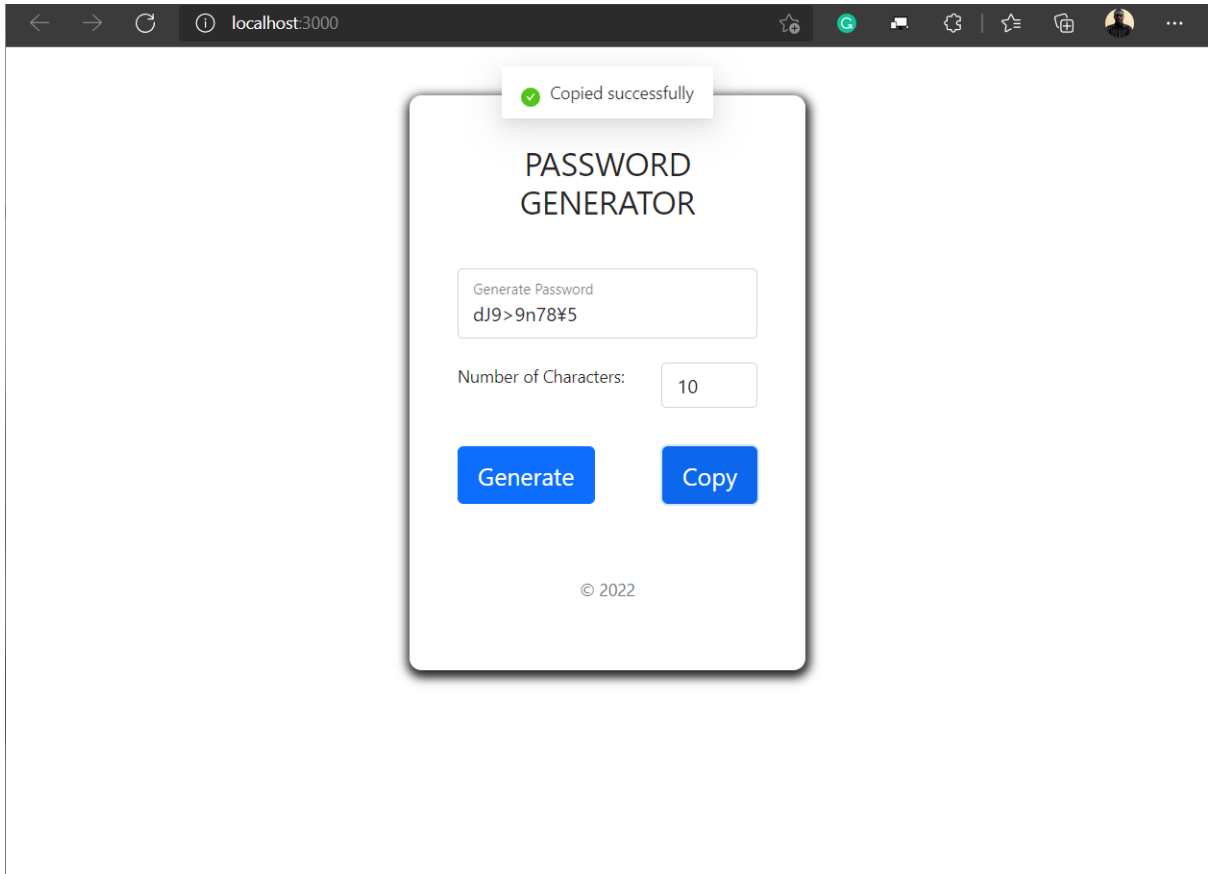 localhost:3000
Copied successfully
PASSWORD
GENERATOR
Generate Password
dJ9>9n78¥5
Number of Characters:
10
Generate
Copy
© 2022